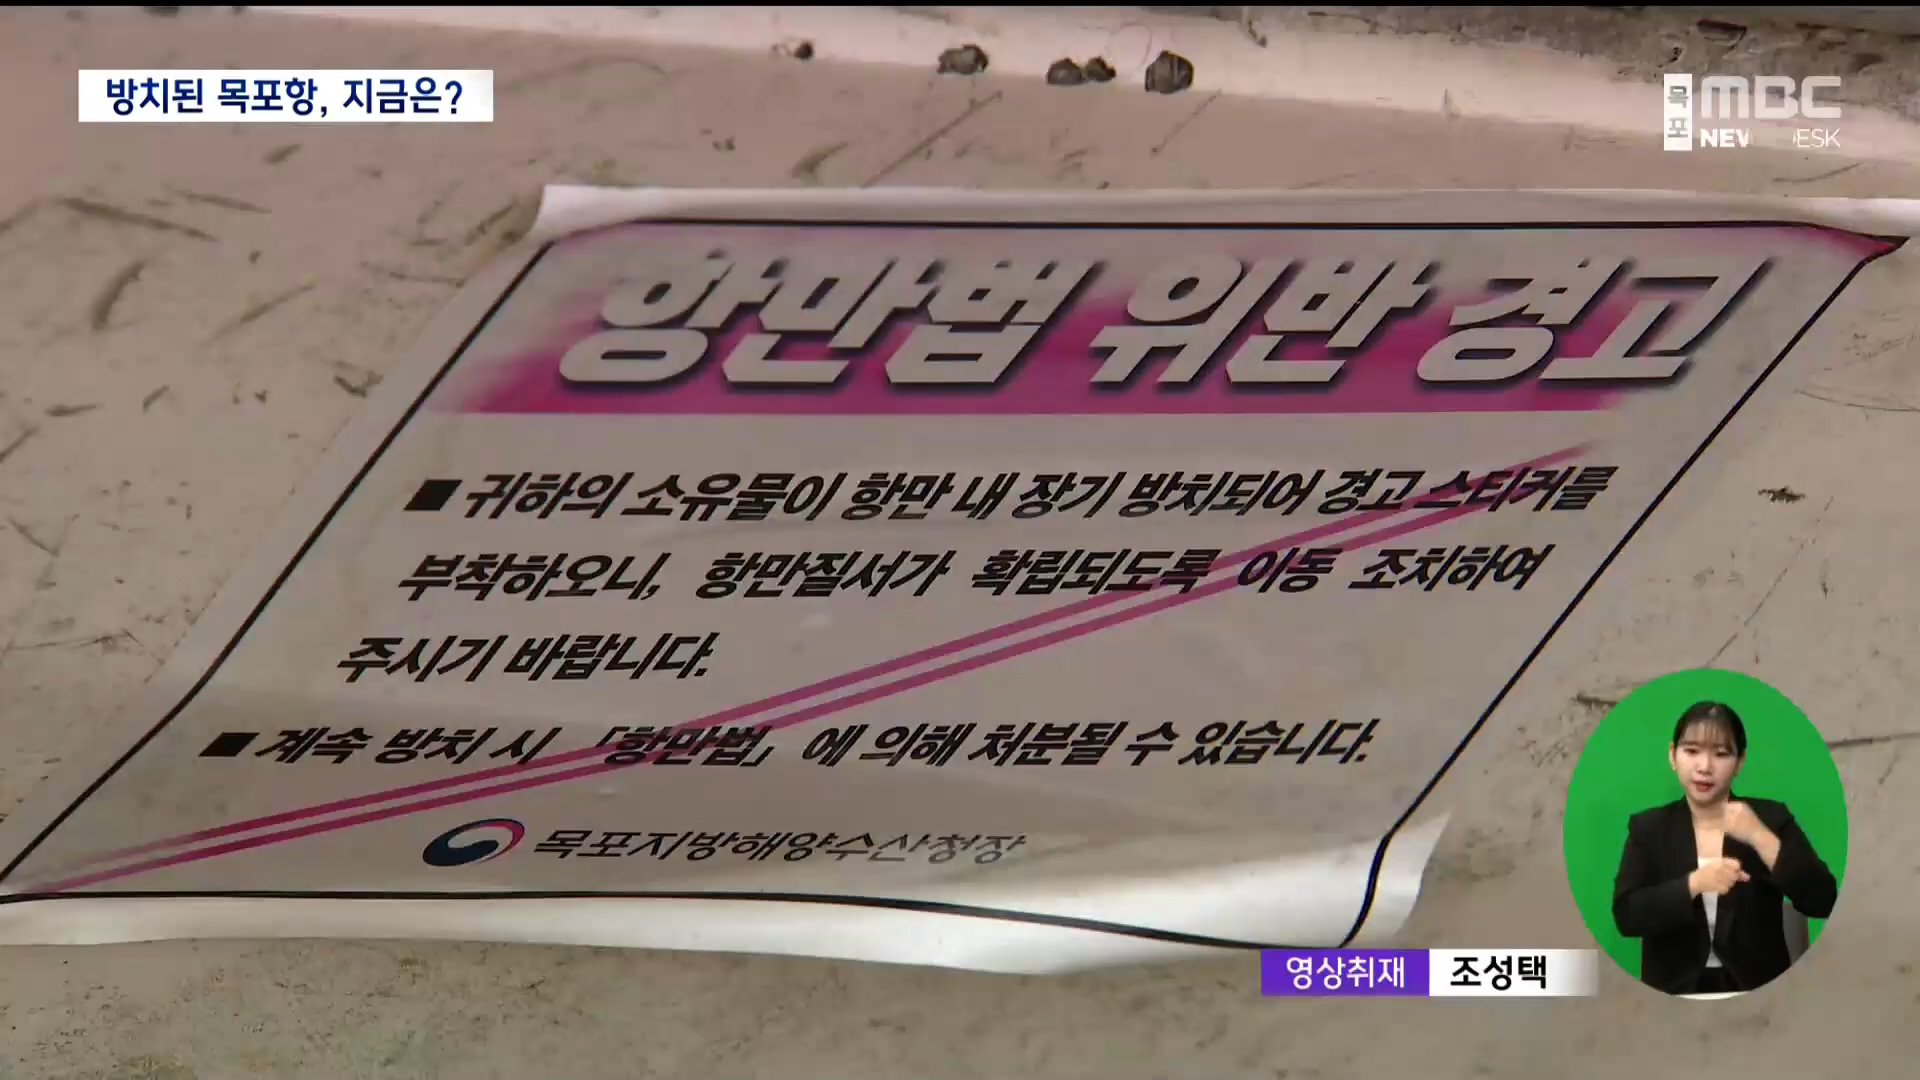 방치된 목포항, 지금은?
목포 MBC
NEWSDESK
항만법 위반 경고
■ 귀하의 소유물이 항만 내 장기 방치되어 경고 스티커를
부착하오니, 항만질서가 확립되도록 이동 조치하여
주시기 바랍니다.
■ 계속 방치 시 「항만법」에 의해 처분될 수 있습니다.
목포지방해양수산청장
영상취재 조성택